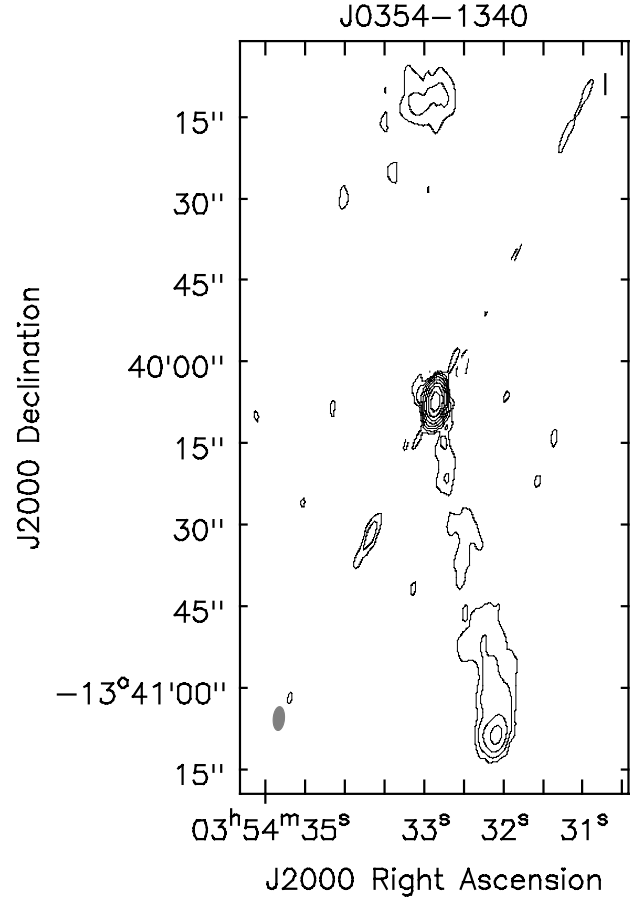 J0354-1340
I
15"
30"
45"
40'00"
15"
30"
45"
-13°41'00"
15"
J2000 Declination
03h54m35s 33s 32s 31s
J2000 Right Ascension